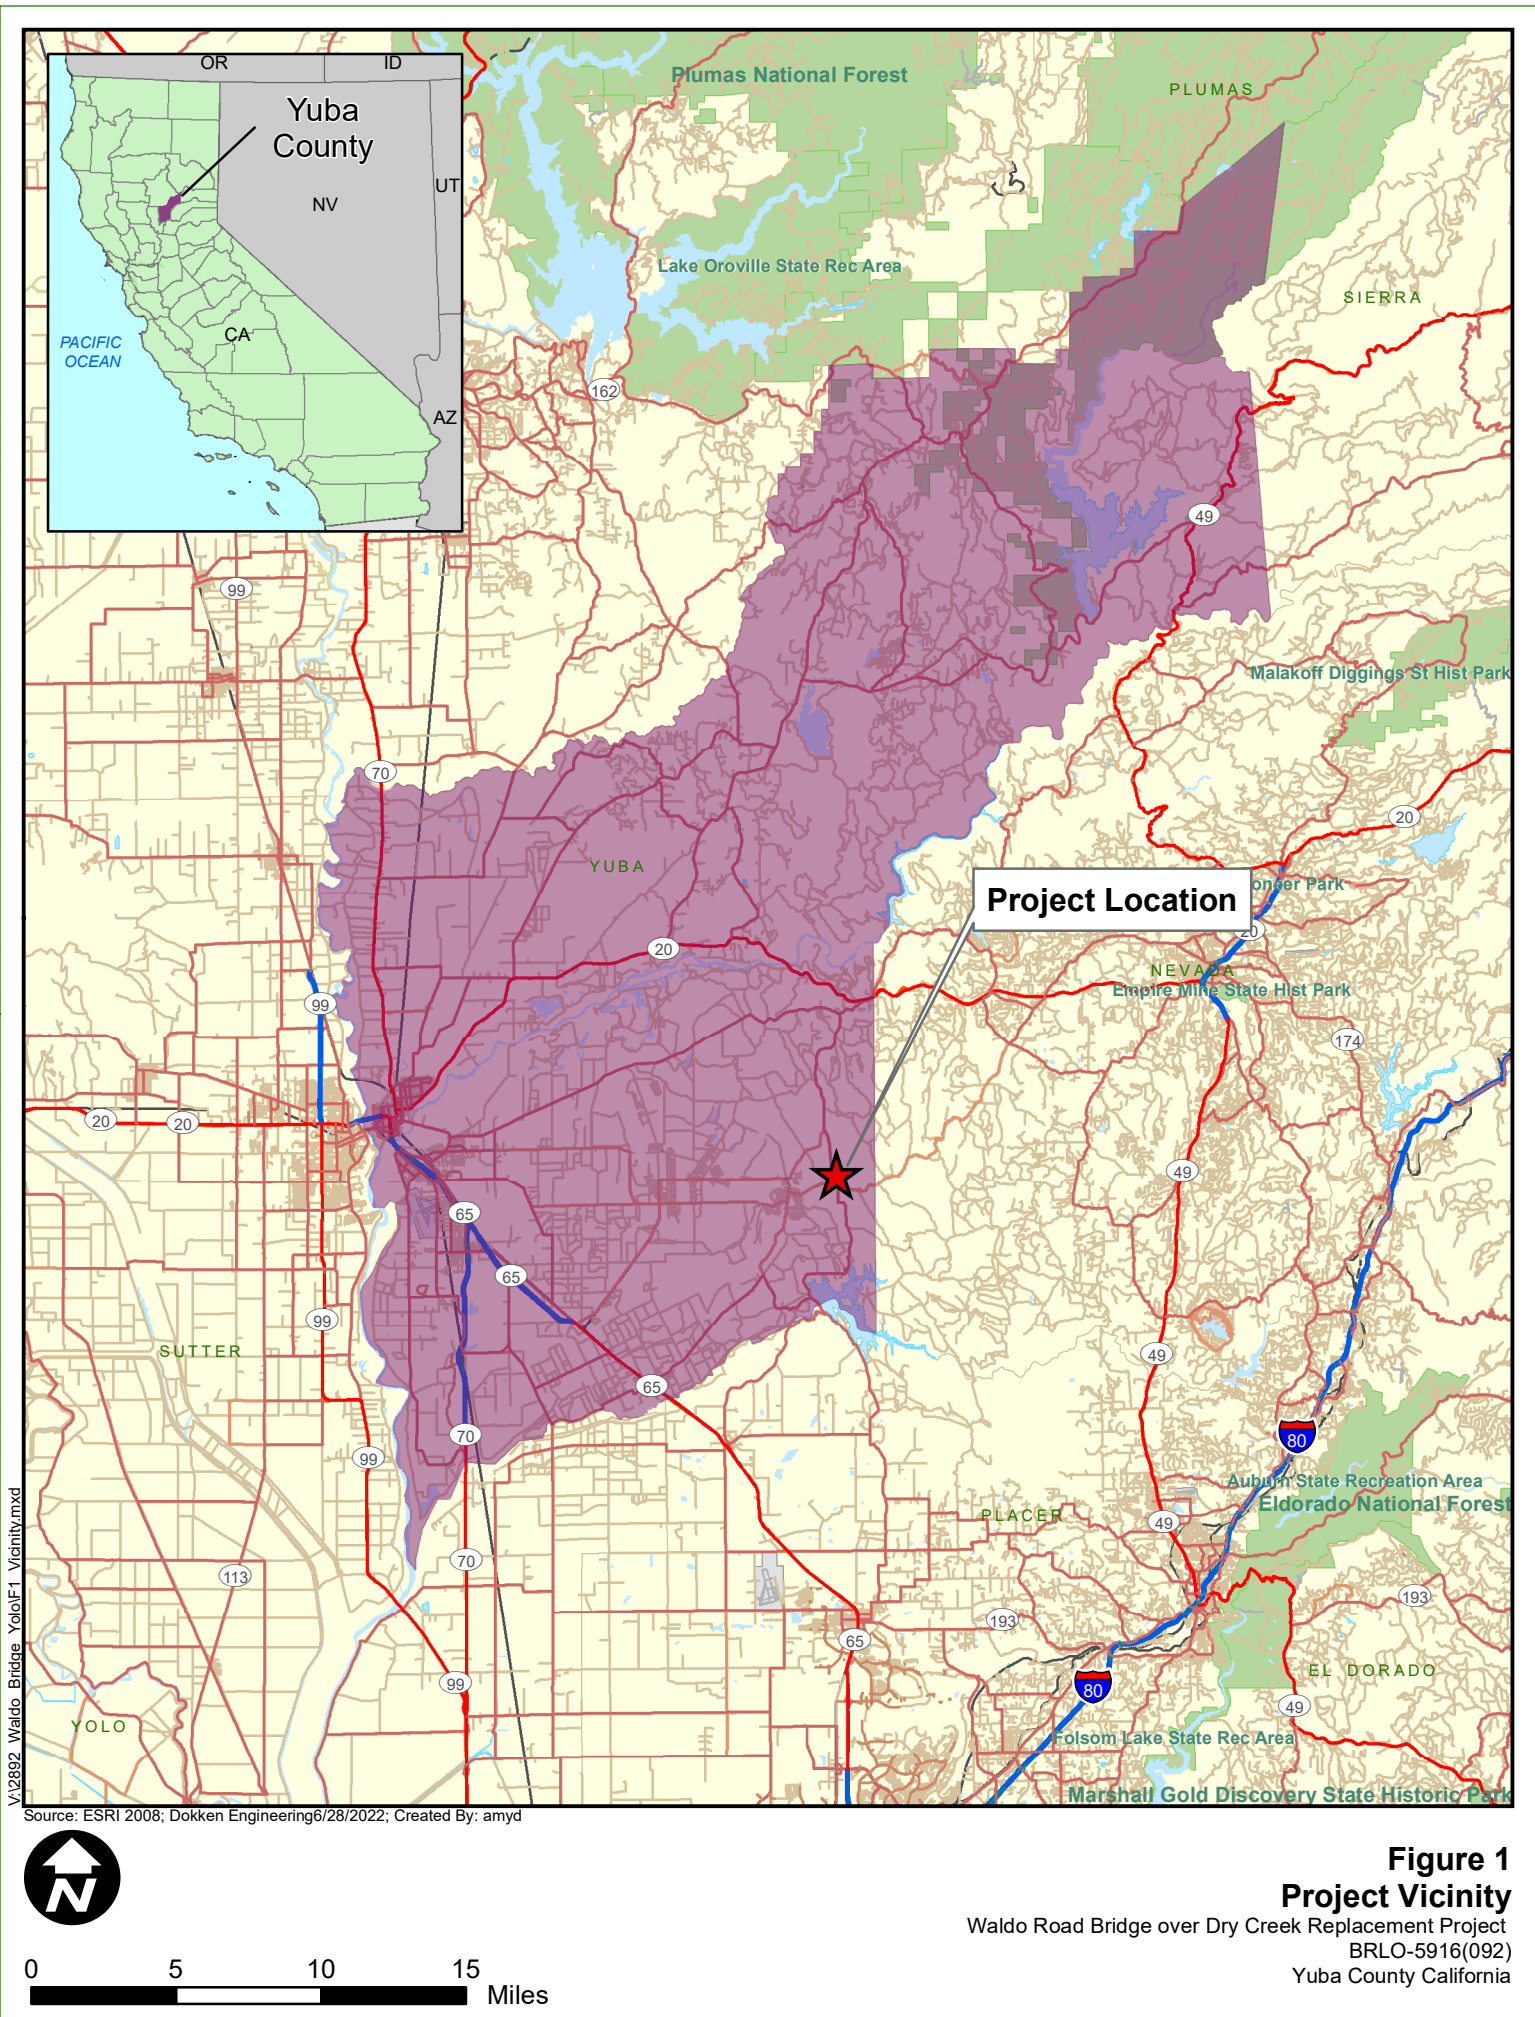 OR
ID
Yuba
County
UT
NV
PACIFIC
OCEAN
CA
AZ
Plumas National Forest
PLUMAS
Lake Oroville State Rec Area
SIERRA
162
49
99
Malakoff Diggings St Hist Park
70
20
YUBA
Project Location
oneer Park
20
20
NEVADA
Empire Mine State Hist Park
99
174
20
20
49
65
65
99
SUTTER
49
65
70
80
99
Auburn State Recreation Area
Eldorado National Forest
PLACER
49
70
113
193
193
65
EL DORADO
99
80
49
YOLO
Folsom Lake State Rec Area
Marshall Gold Discovery State Historic Park
V:\2892_Waldo_Bridge_Yolo\F1_Vicinity.mxd
Source: ESRI 2008; Dokken Engineering6/28/2022; Created By: amyd
N
Figure 1
Project Vicinity
Waldo Road Bridge over Dry Creek Replacement Project
BRLO-5916(092)
Yuba County California
0 5 10 15
Miles